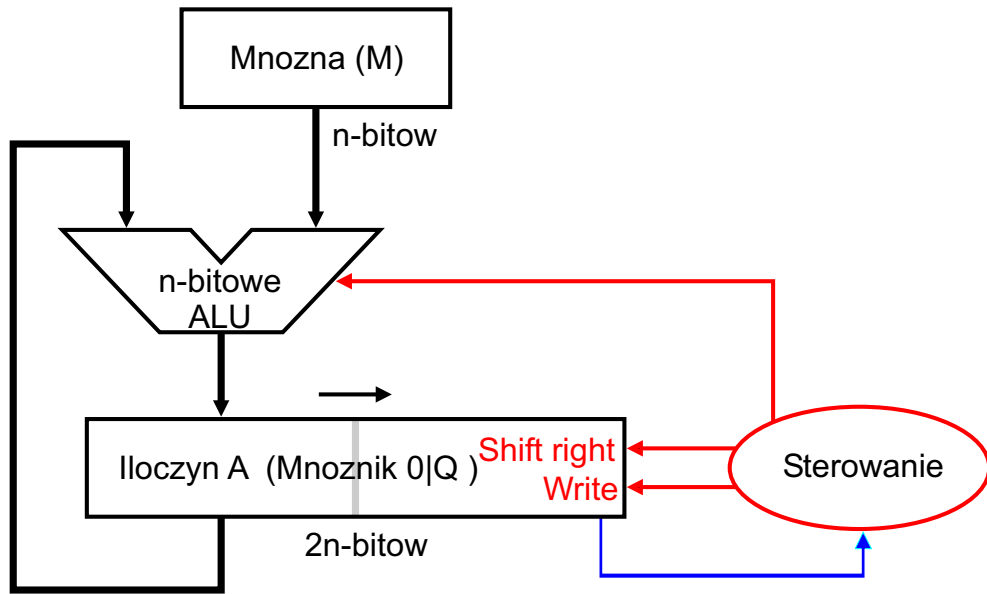 Mnozna (M)
n-bitow
n-bitowe
ALU
Iloczyn A (Mnoznik 0|Q )
Shift right
Write
Sterowanie
2n-bitow